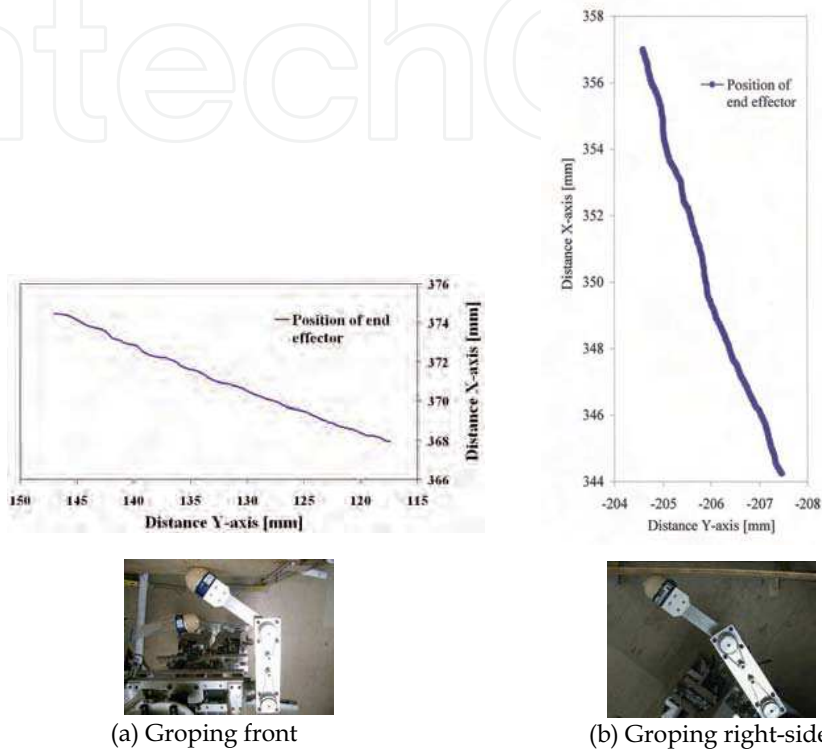 ntechO
358
356
354
352
350
348
346
344
Distance X-axis [mm]
Position of
end effector
-204 -205 -206 -207 -208
Distance Y-axis [mm]
376
374
372
370
368
366
Distance X-axis [mm]
Position of end
effector
150 145 140 135 130 125 120 115
Distance Y-axis [mm]
(a) Groping front
(b) Groping right-side